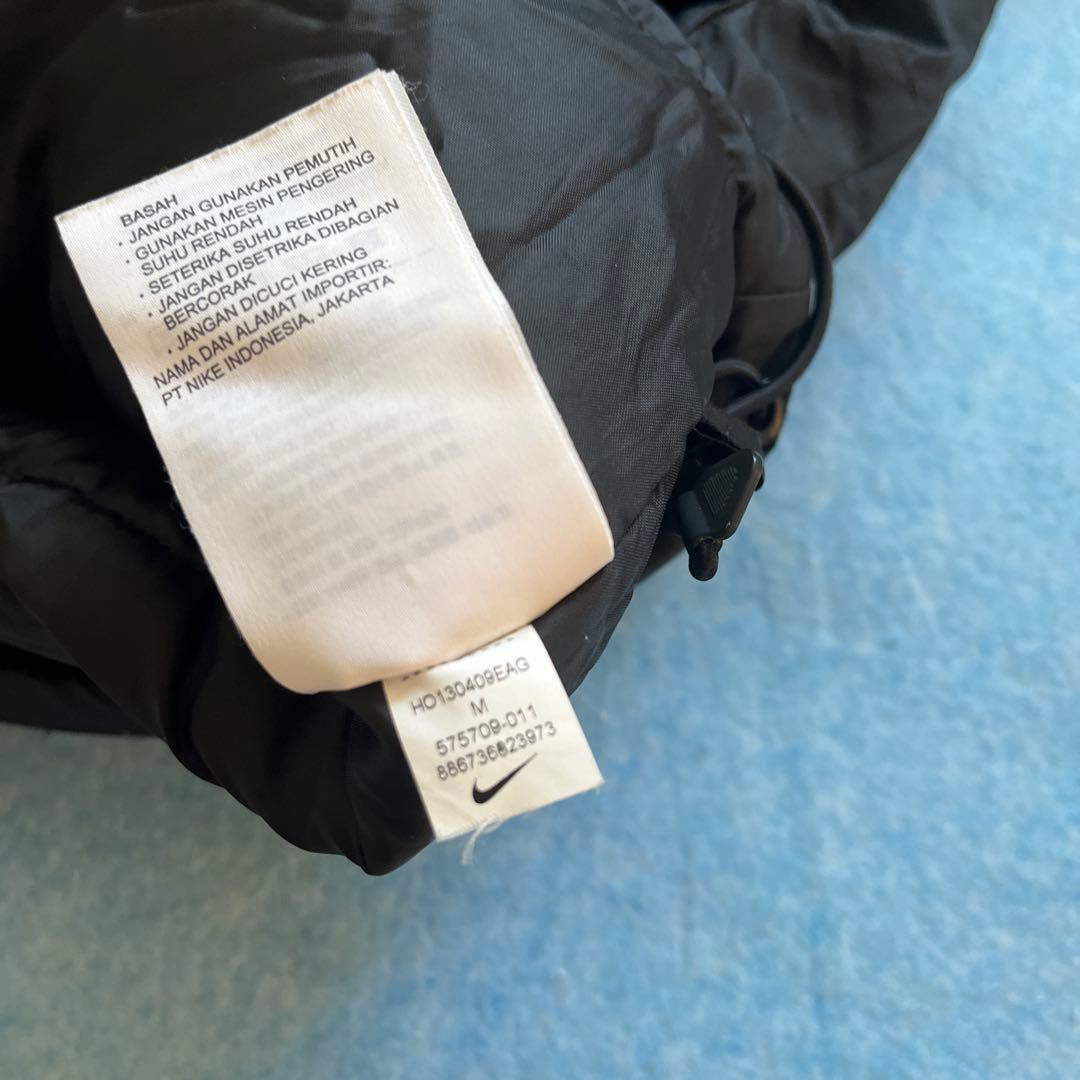 BASAH
. JANGAN GUNAKAN PEMUTIH
. GUNAKAN MESIN PENGERING
SUHU RENDAH
. SETERIKA SUHU RENDAH
. JANGAN DISETRIKA DIBAGIAN
BERCORAK
. JANGAN DICUCI KERING
NAMA DAN ALAMAT IMPORTIR:
PT NIKE INDONESIA, JAKARTA
HO130409EAG
M
575709-011
886736823973